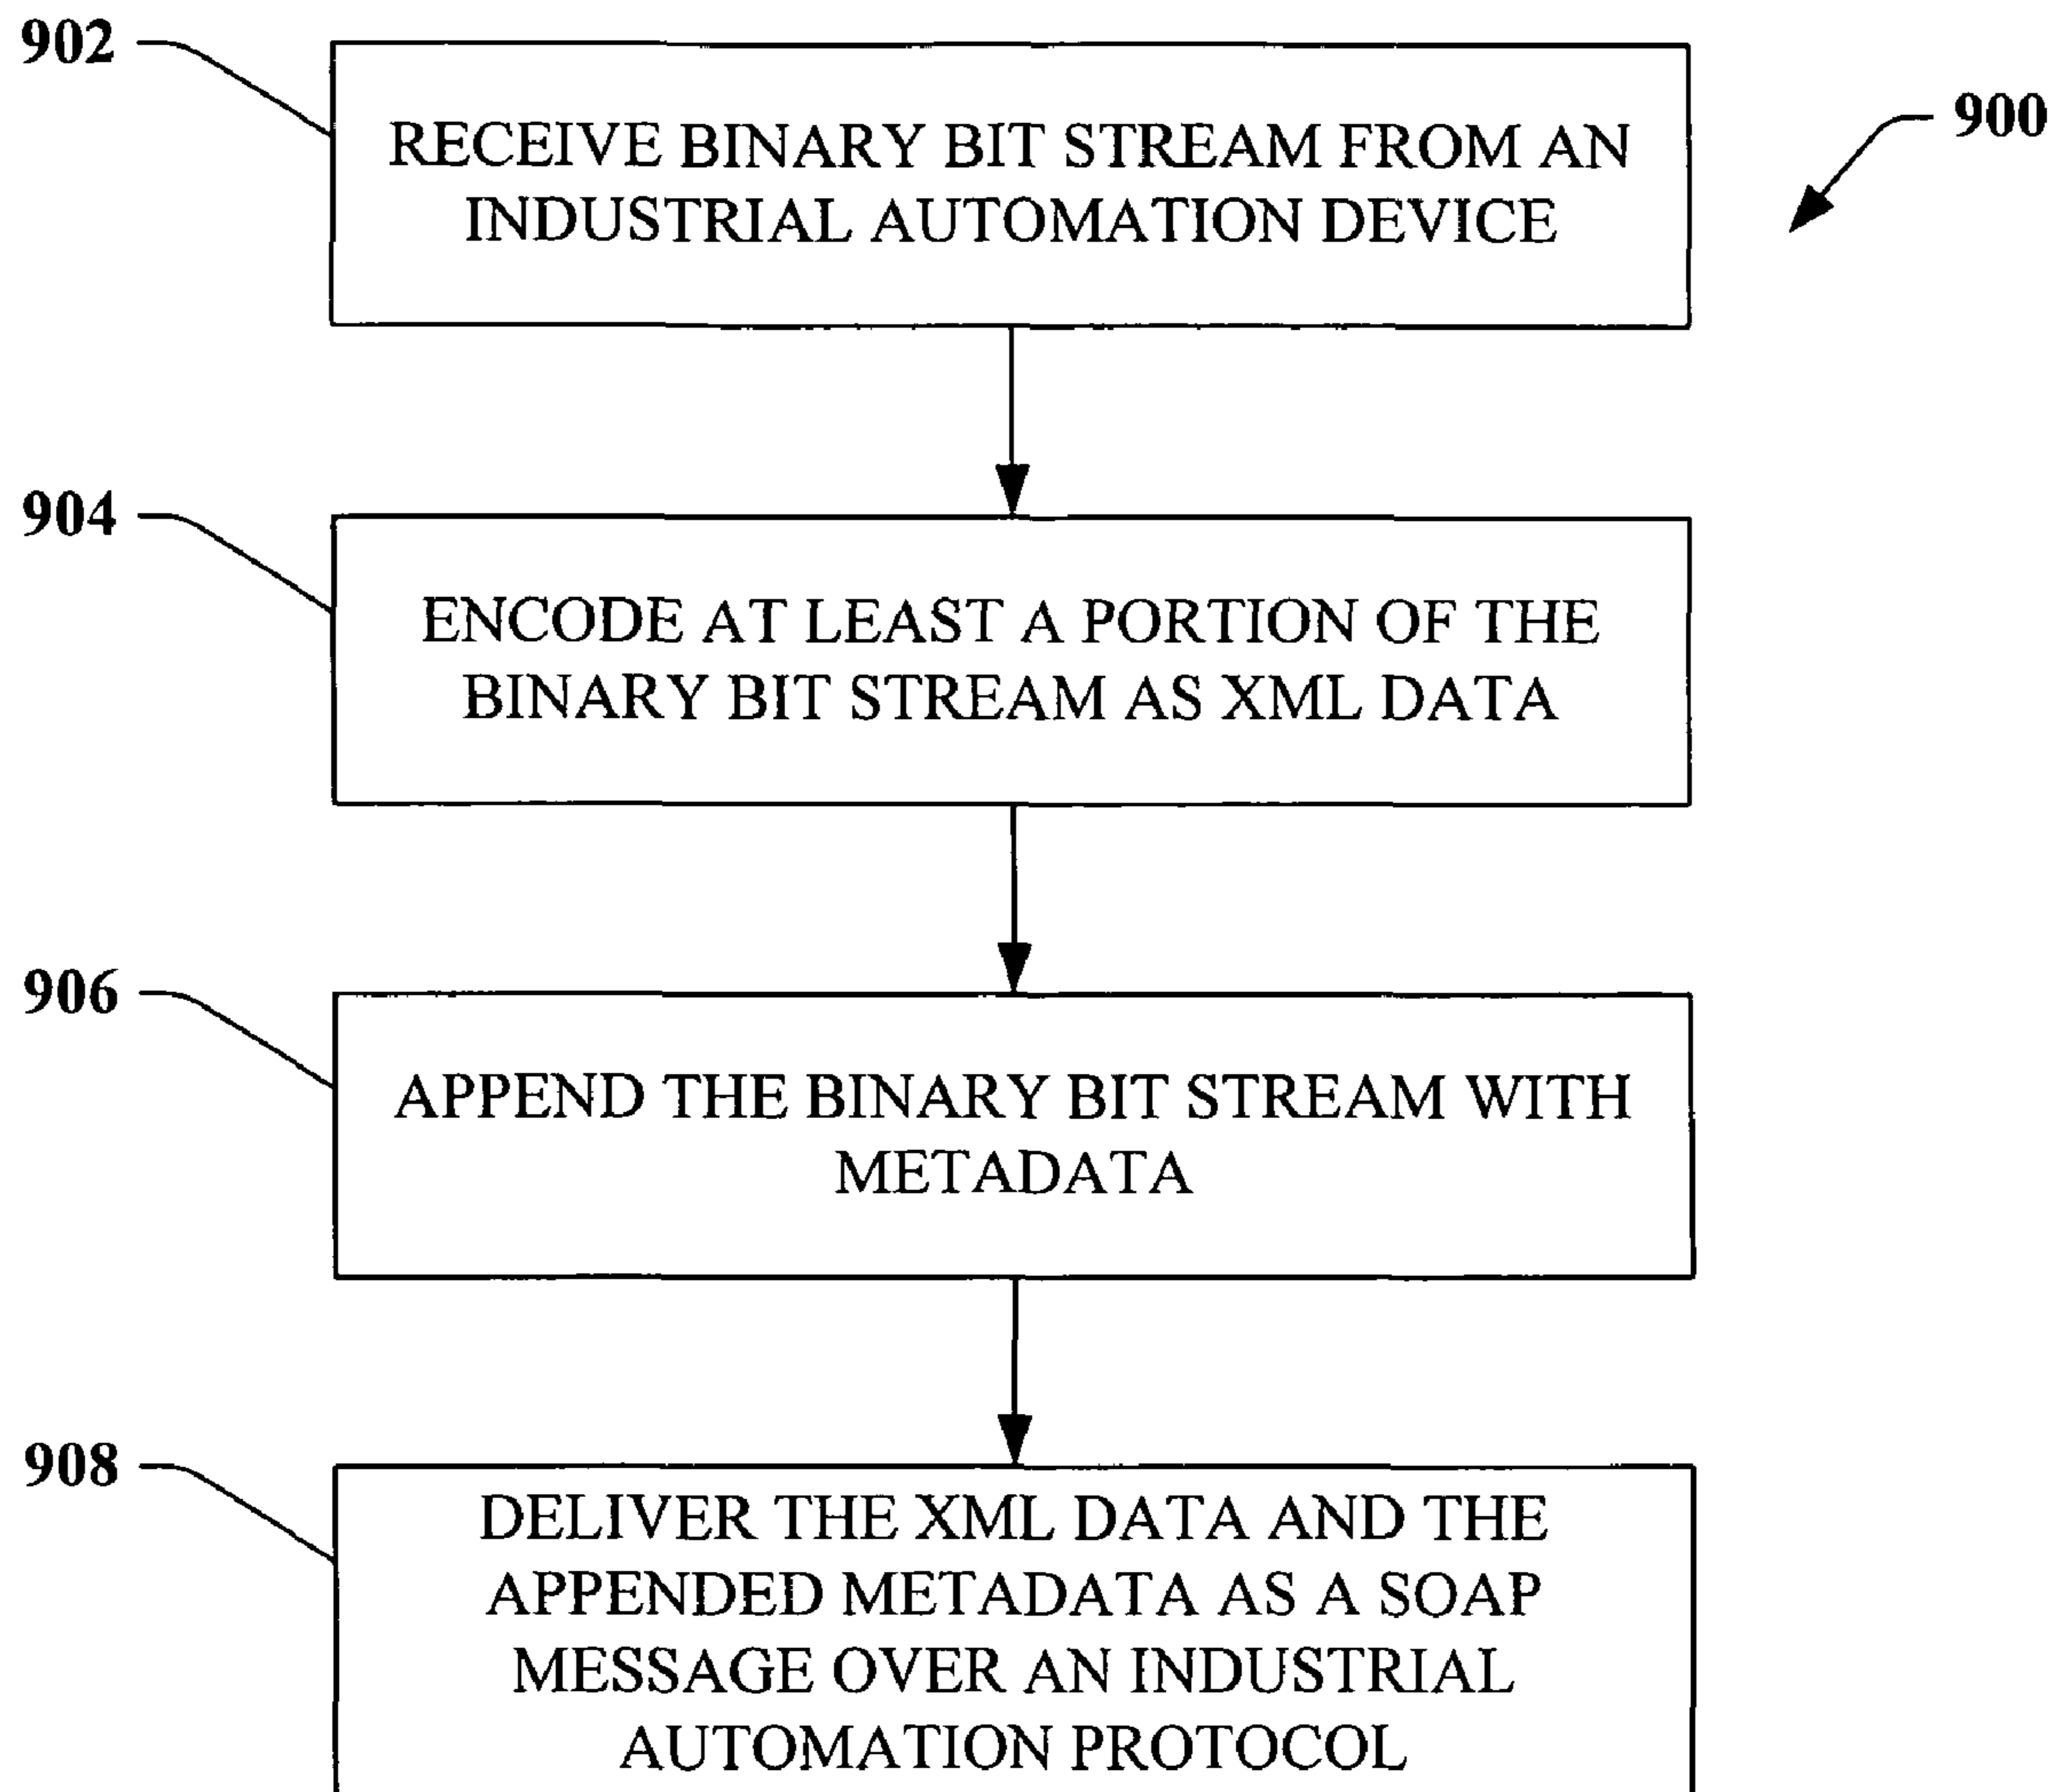 902
RECEIVE BINARY BIT STREAM FROM AN
INDUSTRIAL AUTOMATION DEVICE
900
904
ENCODE AT LEAST A PORTION OF THE
BINARY BIT STREAM AS XML DATA
906
APPEND THE BINARY BIT STREAM WITH
METADATA
908
DELIVER THE XML DATA AND THE
APPENDED METADATA AS A SOAP
MESSAGE OVER AN INDUSTRIAL
AUTOMATION PROTOCOL